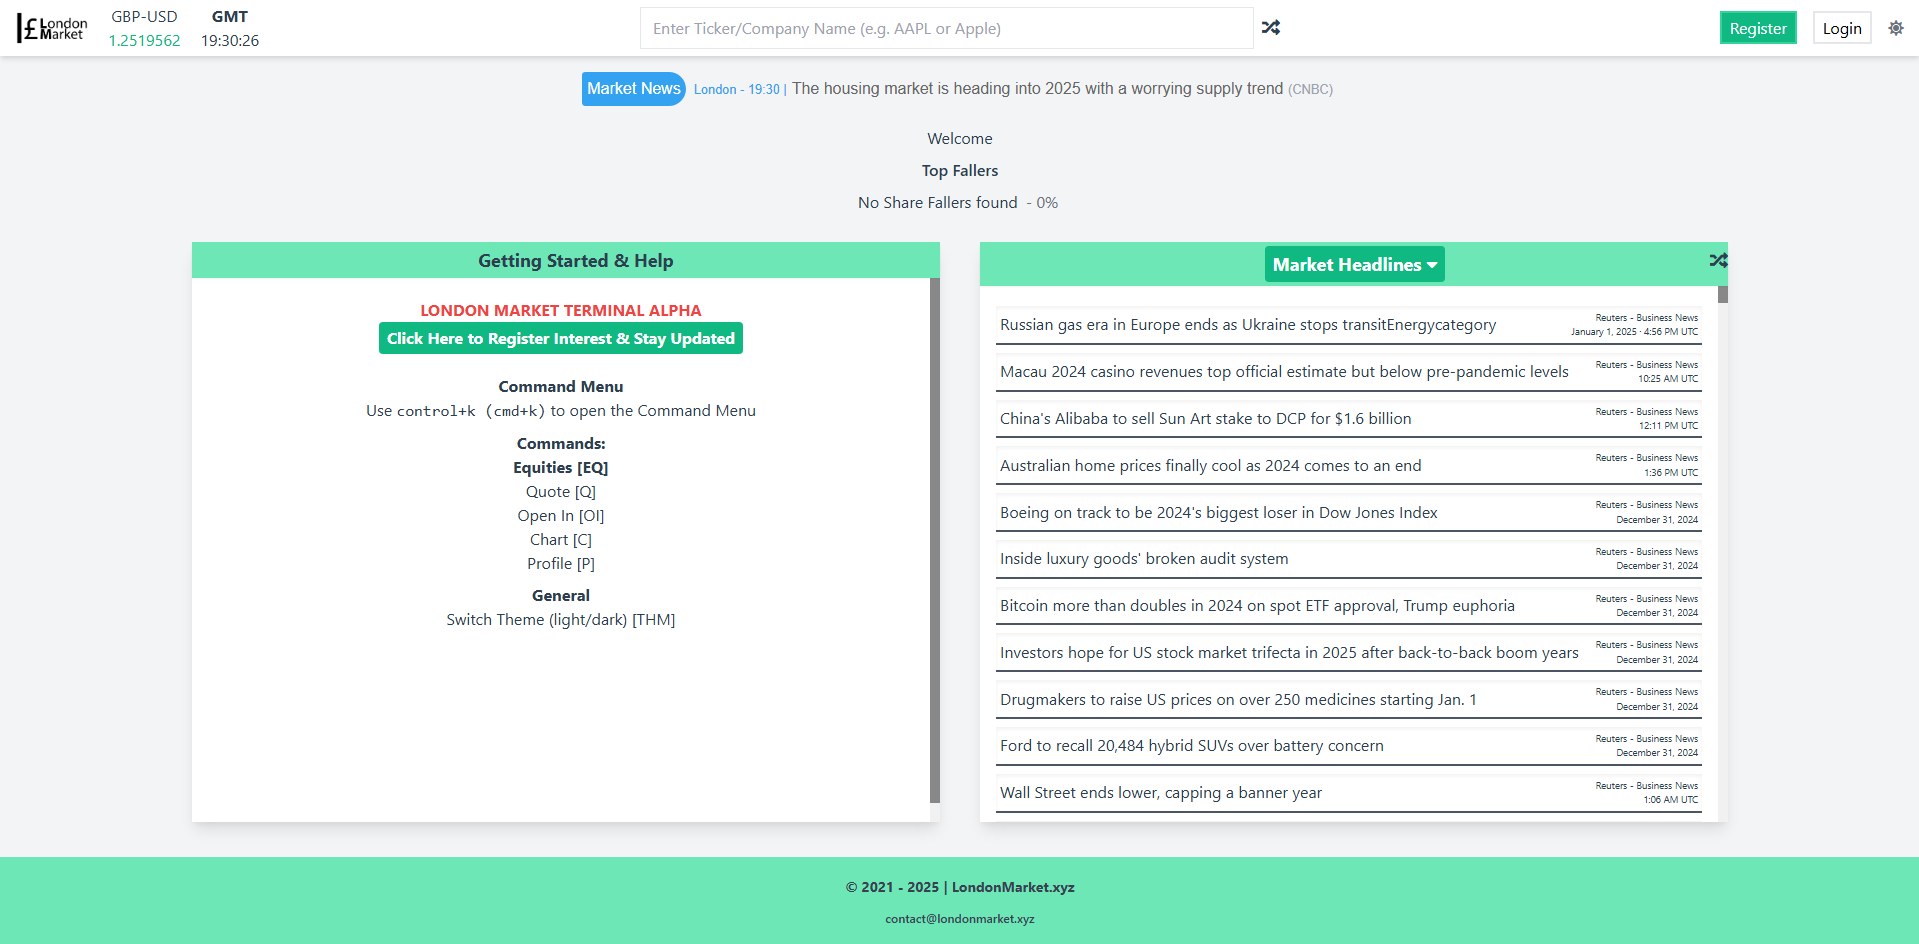 London
Market
GBP-USD
1.2519562
GMT
19:30:26
Enter Ticker/Company Name (e.g. AAPL or Apple)
Register
Login
Market News London - 19:30 | The housing market is heading into 2025 with a worrying supply trend (CNBC)
Welcome
Top Fallers
No Share Fallers found - 0%
Getting Started & Help
LONDON MARKET TERMINAL ALPHA
Click Here to Register Interest & Stay Updated
Command Menu
Use control+k (cmd+k) to open the Command Menu
Commands:
Equities [EQ]
Quote [Q]
Open In [OI]
Chart [C]
Profile [P]
General
Switch Theme (light/dark) [THM]
Market Headlines
Russian gas era in Europe ends as Ukraine stops transitEnergycategory
Reuters - Business News
January 1, 2025 · 4:56 PM UTC
Macau 2024 casino revenues top official estimate but below pre-pandemic levels
Reuters - Business News
10:25 AM UTC
China's Alibaba to sell Sun Art stake to DCP for $1.6 billion
Reuters - Business News
12:11 PM UTC
Australian home prices finally cool as 2024 comes to an end
Reuters - Business News
1:36 PM UTC
Boeing on track to be 2024's biggest loser in Dow Jones Index
Reuters - Business News
December 31, 2024
Inside luxury goods' broken audit system
Reuters - Business News
December 31, 2024
Bitcoin more than doubles in 2024 on spot ETF approval, Trump euphoria
Reuters - Business News
December 31, 2024
Investors hope for US stock market trifecta in 2025 after back-to-back boom years
Reuters - Business News
December 31, 2024
Drugmakers to raise US prices on over 250 medicines starting Jan. 1
Reuters - Business News
December 31, 2024
Ford to recall 20,484 hybrid SUVs over battery concern
Reuters - Business News
December 31, 2024
Wall Street ends lower, capping a banner year
Reuters - Business News
1:06 AM UTC
© 2021 - 2025 | LondonMarket.xyz
contact@londonmarket.xyz